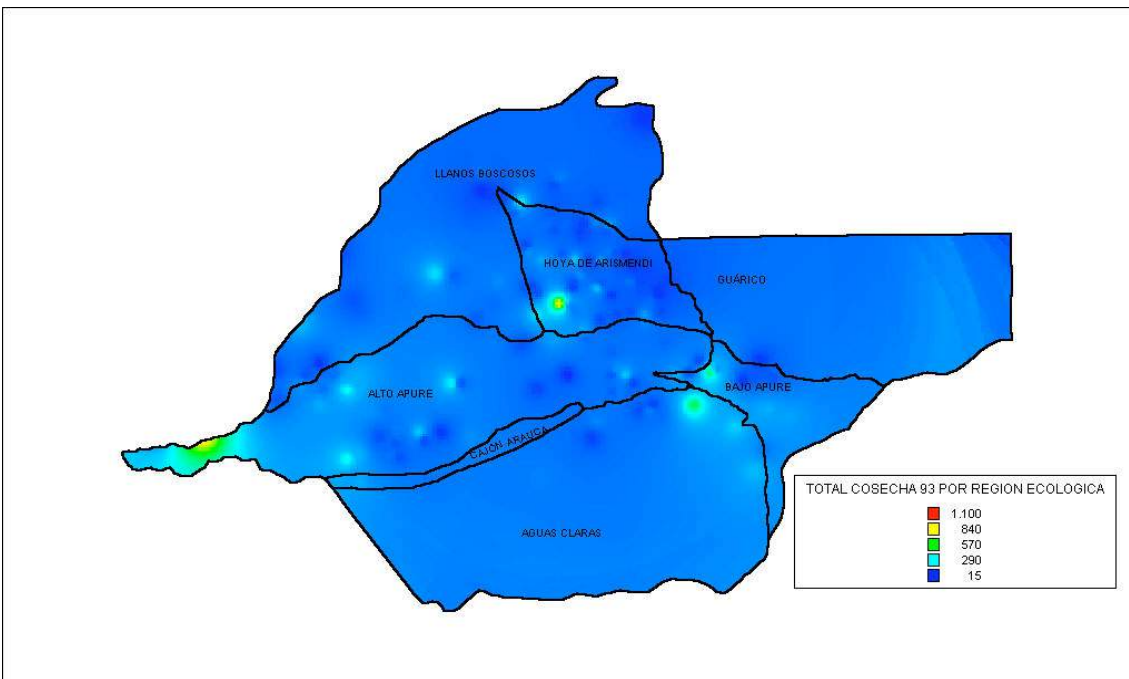 LLANOS BOSCOSOS
HOYA DE ARISMENDI
GUÁRICO
ALTO APURE
BAJO APURE
CAJÓN ARAUCA
AGUAS CLARAS
TOTAL COSECHA 93 POR REGION ECOLOGICA
1.100
840
570
290
15